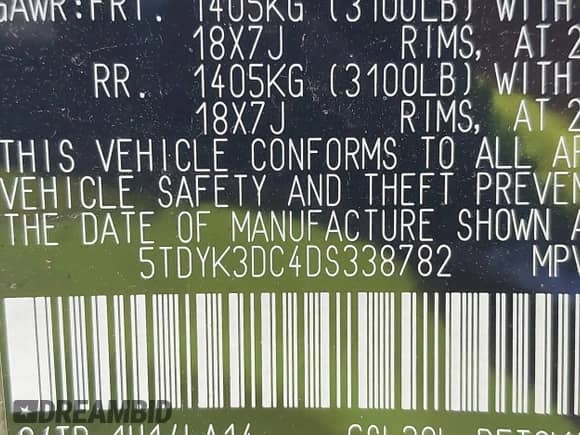 GAWR:FRT. 1405KG (3100LB) WITH
18X7J RIMS, AT 2
RR. 1405KG (3100LB) WITH
18X7J RIMS, AT 2
THIS VEHICLE CONFORMS TO ALL AP
VEHICLE SAFETY AND THEFT PREVEN
THE DATE OF MANUFACTURE SHOWN A
5TDYK3DC4DS338782 MPV
DREAMBID